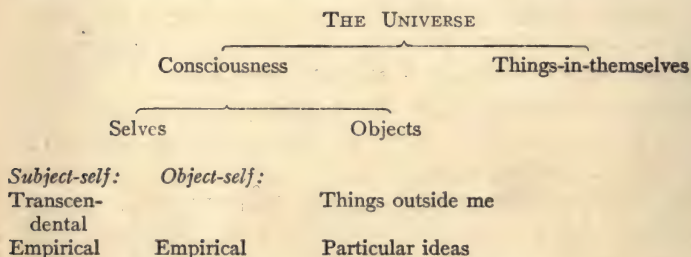 THE UNIVERSE
Consciousness Things-in-themselves
Selves Objects
Subject-self: Object-self:
Transcen- Things outside me
dental
Empirical Empirical Particular ideas